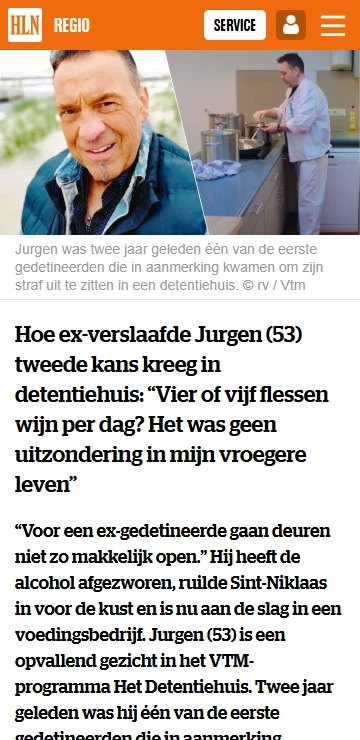 HLN REGIO SERVICE
Jurgen was twee jaar geleden één van de eerste
gedetineerden die in aanmerking kwamen om zijn
straf uit te zitten in een detentiehuis. © rv / Vtm
Hoe ex-verslaafde Jurgen (53)
tweede kans kreeg in
detentiehuis: “Vier of vijf flessen
wijn per dag? Het was geen
uitzondering in mijn vroegere
leven”
“Voor een ex-gedetineerde gaan deuren
niet zo makkelijk open.” Hij heeft de
alcohol afgezworen, ruilde Sint-Niklaas
in voor de kust en is nu aan de slag in een
voedingsbedrijf. Jurgen (53) is een
opvallend gezicht in het VTM-
programma Het Detentiehuis. Twee jaar
geleden was hij één van de eerste
gedetineerden die in aanmerking